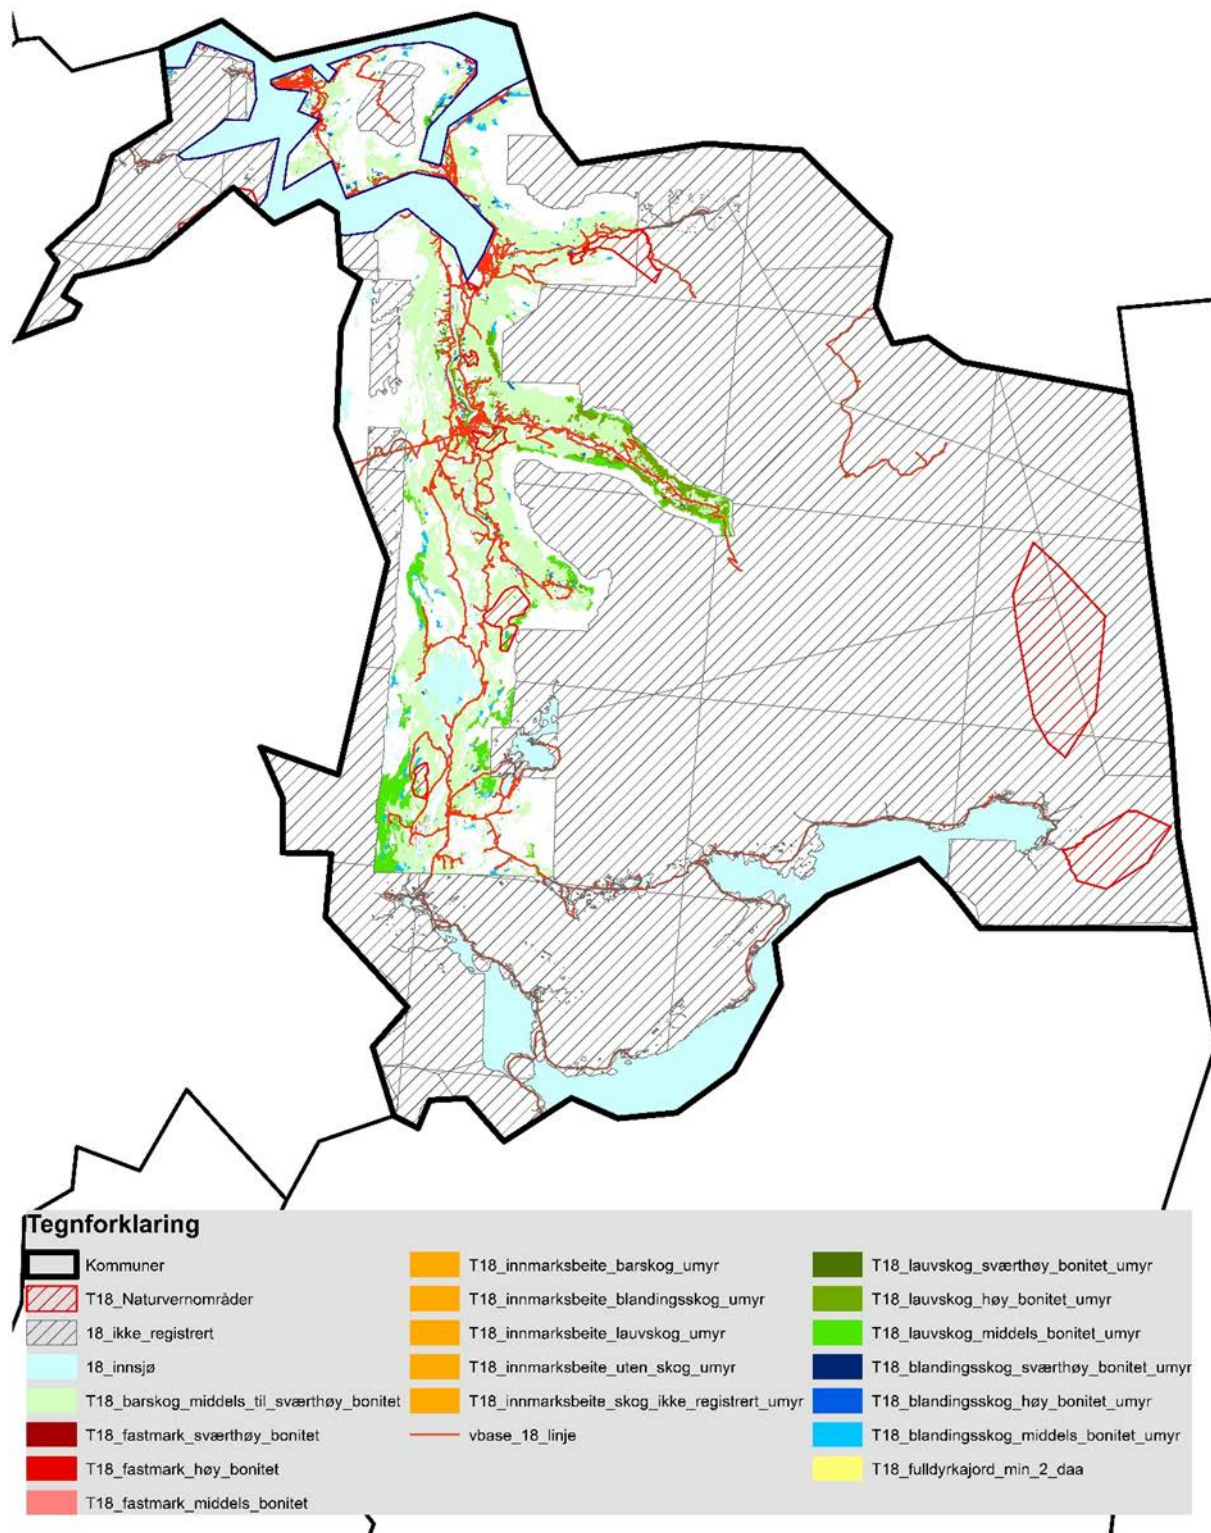 Tegnforklaring
Kommuner
T18_Naturvernområder
18_ikke_registrert
18_innsjø
T18_barskog_middels_til_sværthøy_bonitet
T18_fastmark_sværthøy_bonitet
T18_fastmark_høy_bonitet
T18_fastmark_middels_bonitet
T18_innmarksbeite_barskog_umyr
T18_innmarksbeite_blandingsskog_umyr
T18_innmarksbeite_lauvskog_umyr
T18_innmarksbeite_uten_skog_umyr
T18_innmarksbeite_skog_ikke_registrert_umyr
vbase_18_linje
T18_lauvskog_sværthøy_bonitet_umyr
T18_lauvskog_høy_bonitet_umyr
T18_lauvskog_middels_bonitet_umyr
T18_blandingsskog_sværthøy_bonitet_umyr
T18_blandingsskog_høy_bonitet_umyr
T18_blandingsskog_middels_bonitet_umyr
T18_fulldyrkajord_min_2_daa